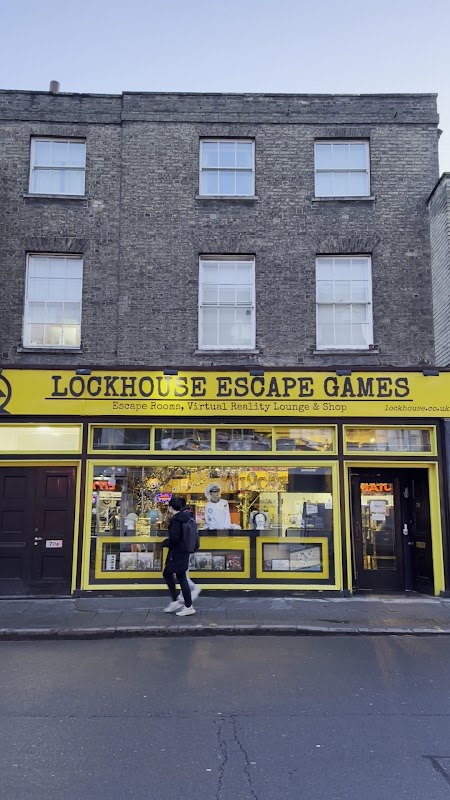 LOCKHOUSE ESCAPE GAMES
Escape Rooms, Virtual Reality Lounge & Shop
lockhouse.co.uk